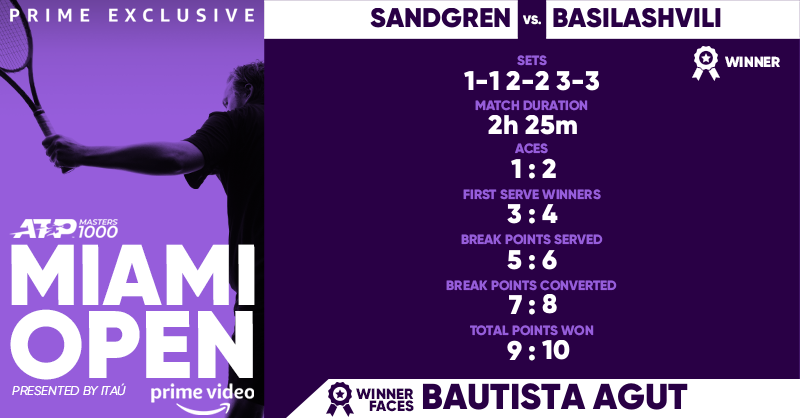 PRIME EXCLUSIVE
ATP MASTERS 1000
MIAMI
OPEN
PRESENTED BY ITAÚ
prime video
SANDGREN vs. BASILASHVILI
WINNER
SETS
1-1 2-2 3-3
MATCH DURATION
2h 25m
ACES
1 : 2
FIRST SERVE WINNERS
3 : 4
BREAK POINTS SERVED
5 : 6
BREAK POINTS CONVERTED
7 : 8
TOTAL POINTS WON
9 : 10
WINNER FACES BAUTISTA AGUT